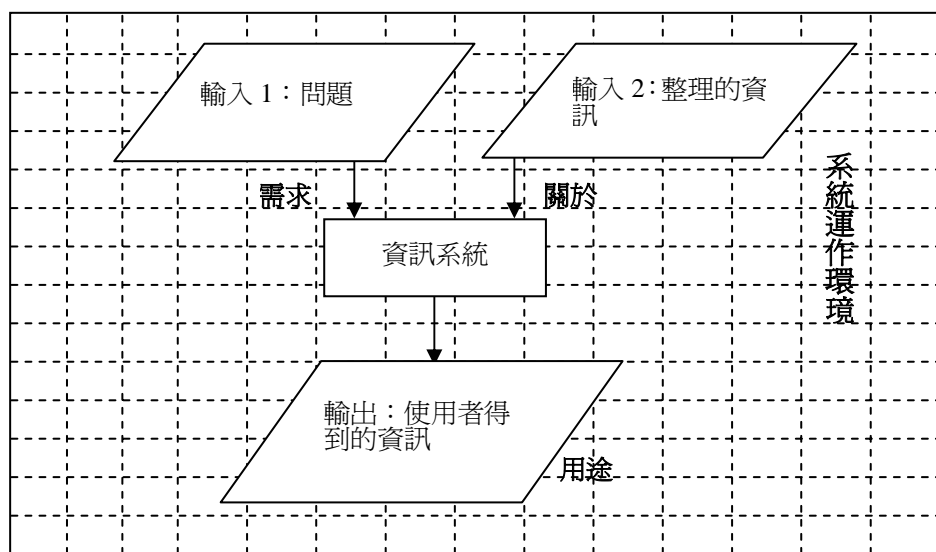 輸入 1：問題
輸入 2：整理的資
訊
需求
關於
系統運作環境
資訊系統
輸出：使用者得
到的資訊
用途